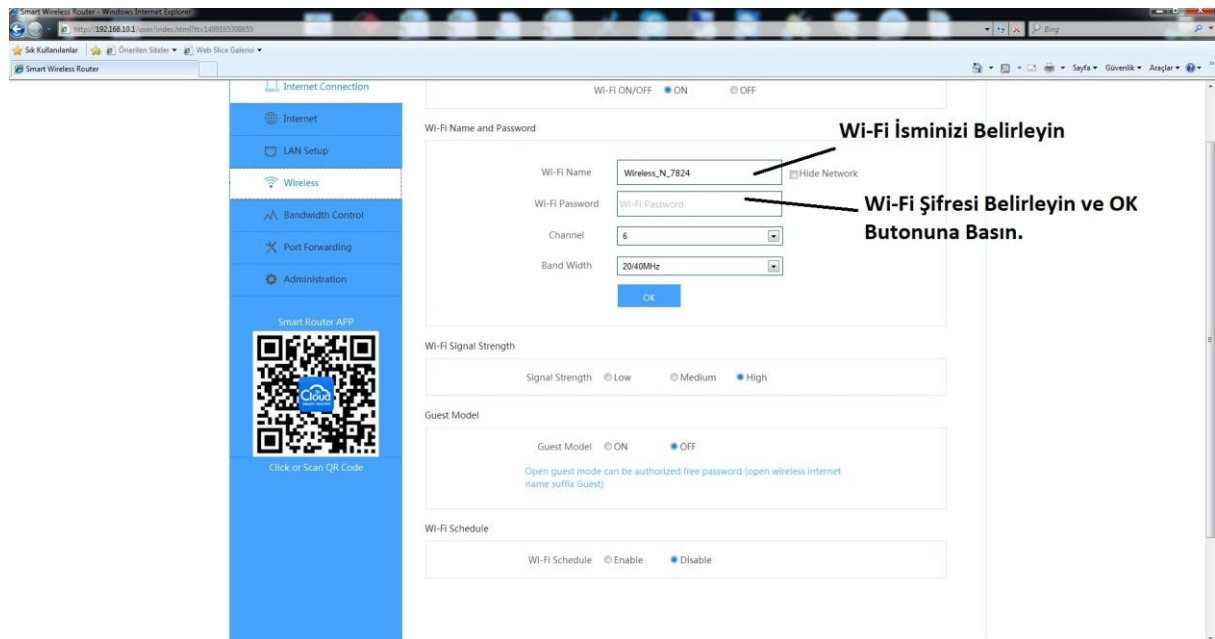 Smart Wireless Router - Windows Internet Explorer
http://192.168.10.1/user/index.html?tt=1499165308655
Bing
Sık Kullanılanlar Önerilen Siteler Web Slice Galerisi
Smart Wireless Router
Sayfa Güvenlik Araçlar
Internet Connection
Internet
LAN Setup
Wireless
Bandwidth Control
Port Forwarding
Administration
Smart Router APP
Cloud
Click or Scan QR Code
Wi-Fi ON/OFF ON OFF
Wi-Fi Name and Password
Wi-Fi İsminizi Belirleyin
Wi-Fi Name Wireless_N_7824 Hide Network
Wi-Fi Password Wi-Fi Password
Wi-Fi Şifresi Belirleyin ve OK
Butonuna Basın.
Channel 6
Band Width 20/40MHz
OK
Wi-Fi Signal Strength
Signal Strength Low Medium High
Guest Model
Guest Model ON OFF
Open guest mode can be authorized free password (open wireless internet
name suffix Guest)
Wi-Fi Schedule
Wi-Fi Schedule Enable Disable